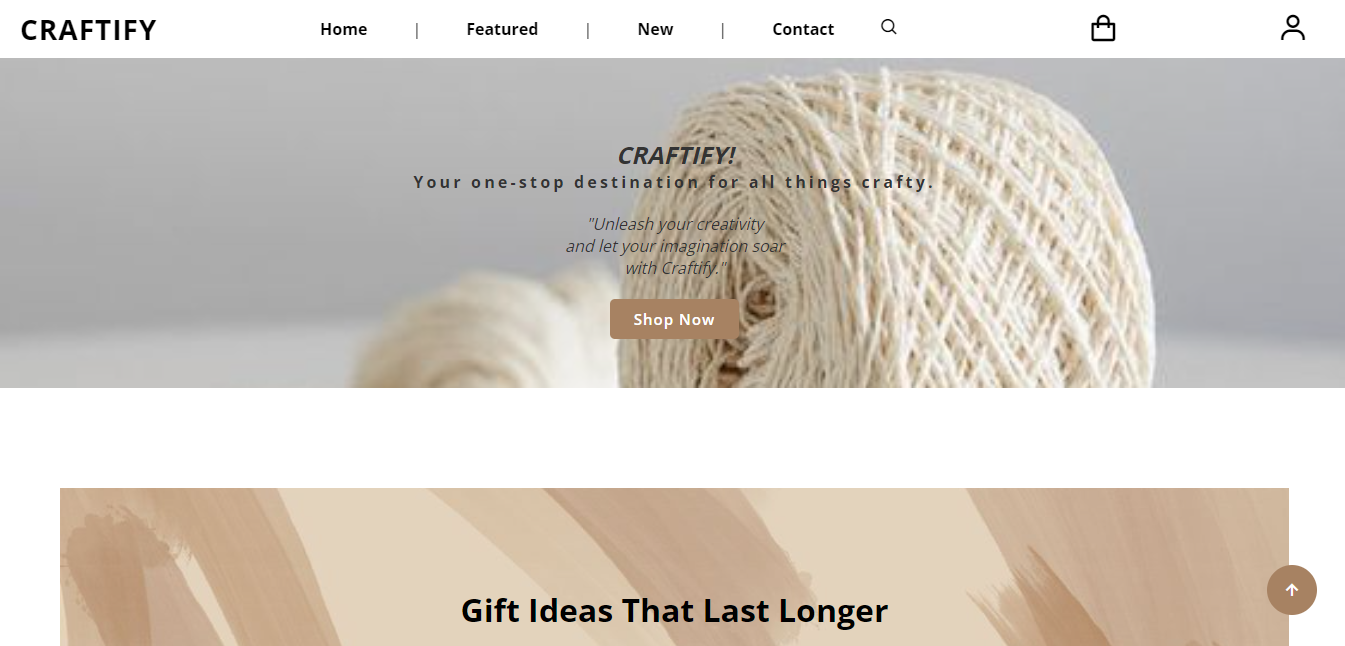 CRAFTIFY
Home | Featured | New | Contact
CRAFTIFY!
Your one-stop destination for all things crafty.
"Unleash your creativity
and let your imagination soar
with Craftify."
Shop Now
Gift Ideas That Last Longer